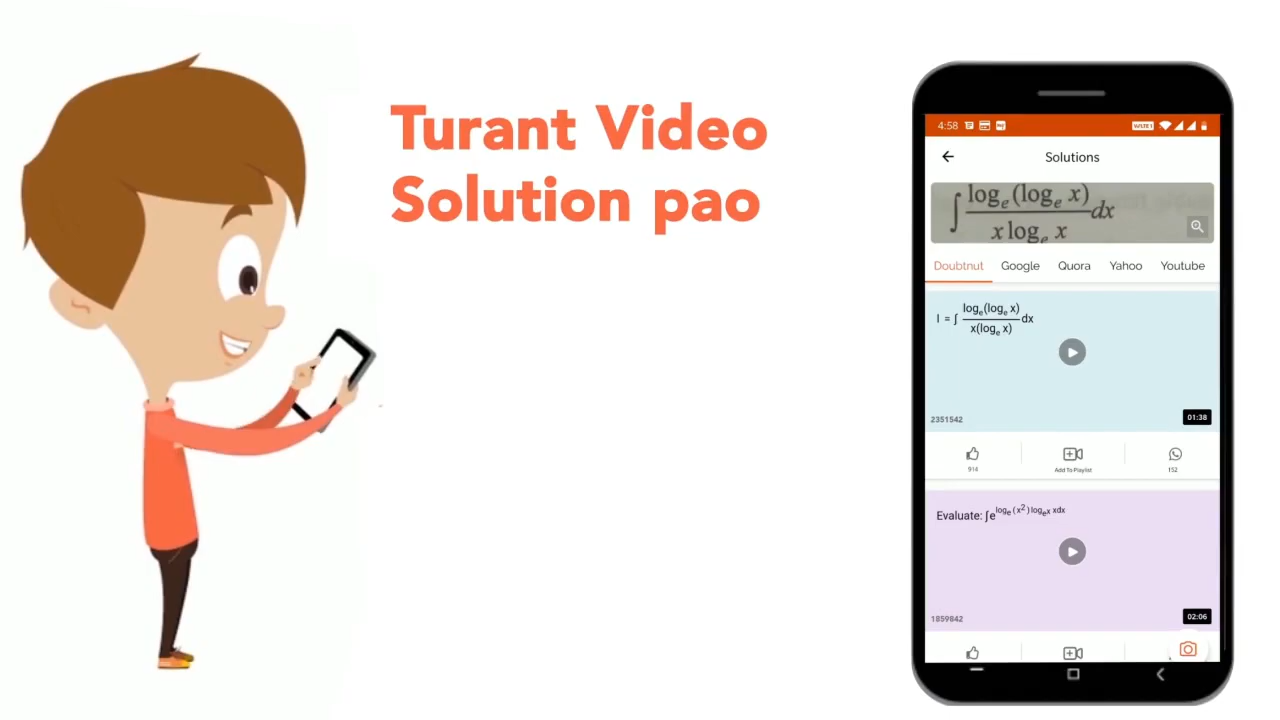 Turant Video
Solution pao
4:58
Solutions
∫ logₑ(logₑ x) / x logₑ x dx
Doubtnut Google Quora Yahoo Youtube
I = ∫ logₑ(logₑ x) / x(logₑ x) dx
2351542 01:38
914 Add To Playlist 152
Evaluate: ∫e^logₑ(x²)logₑx xdx
1859842 02:06